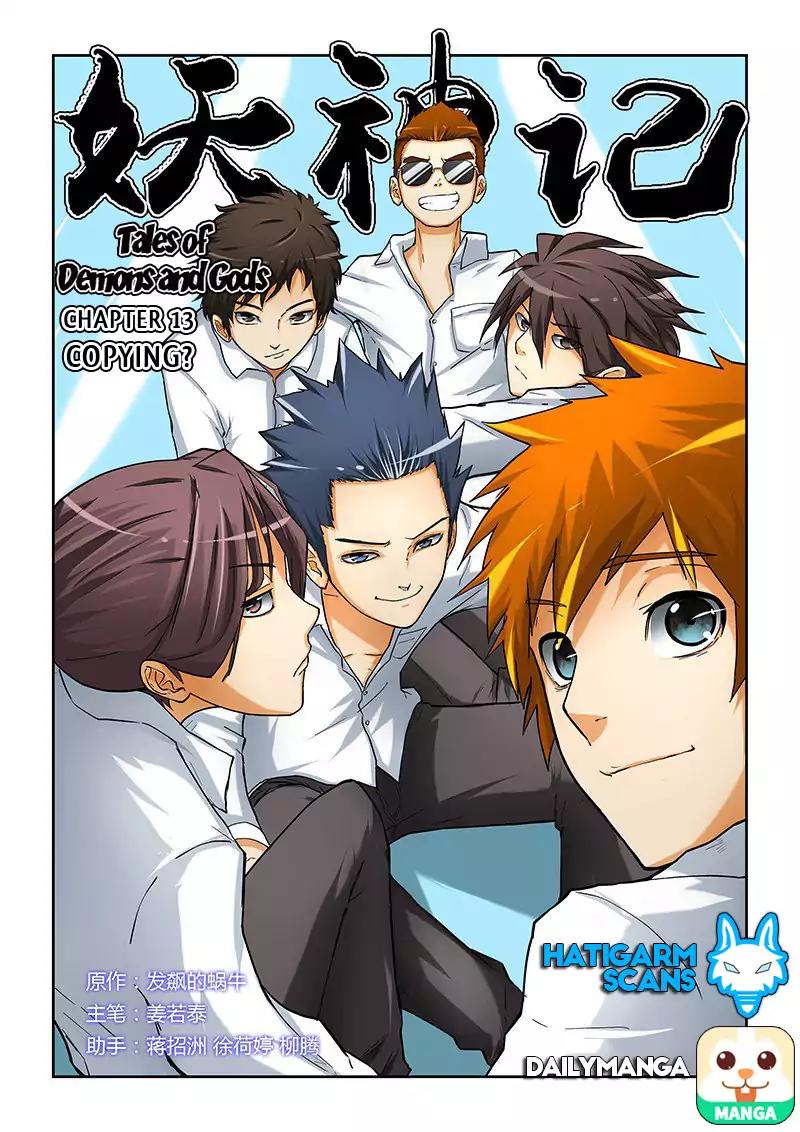 妖神记
Tales of
Demons and Gods
CHAPTER 13
COPYING?
原作：发飙的蜗牛
主笔：姜若泰
助手：蒋招洲 徐荷婷 柳腾
HATIGARM
SCANS
DAILYMANGA
MANGA